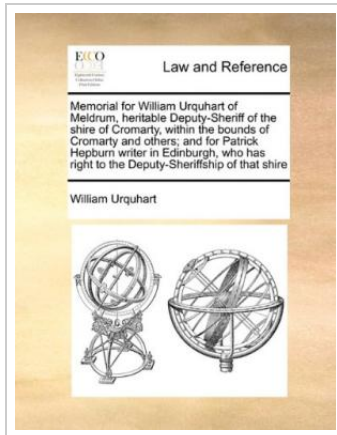 ECCO
Law and Reference
Memorial for William Urquhart of
Meldrum, heritable Deputy-Sheriff of the
shire of Cromarty, within the bounds of
Cromarty and others; and for Patrick
Hepburn writer in Edinburgh, who has
right to the Deputy-Sheriffship of that shire
William Urquhart